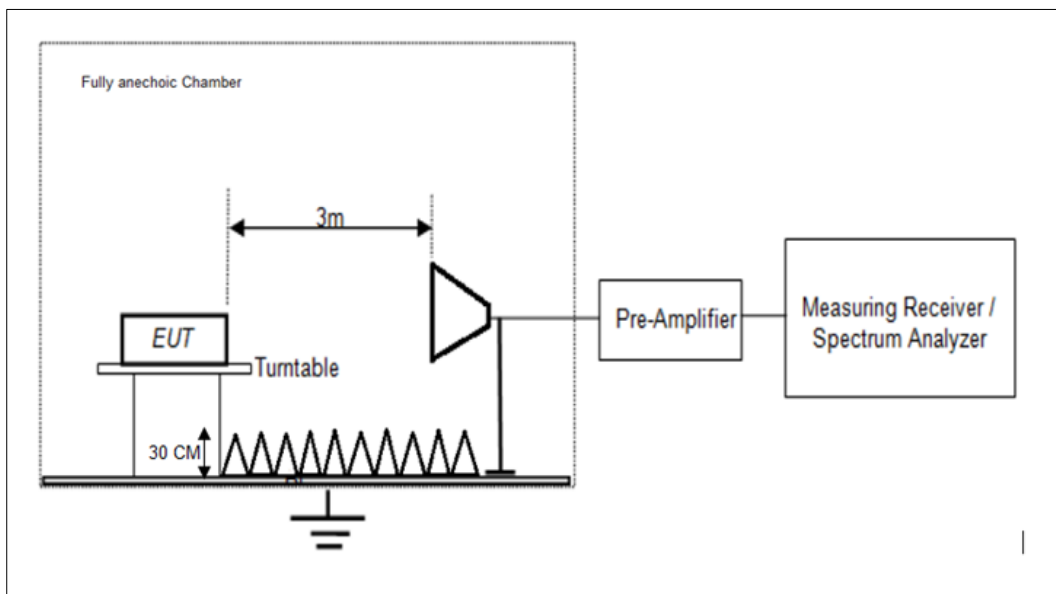 Fully anechoic Chamber
3m
EUT
Turntable
Pre-Amplifier
Measuring Receiver /
Spectrum Analyzer
30 CM